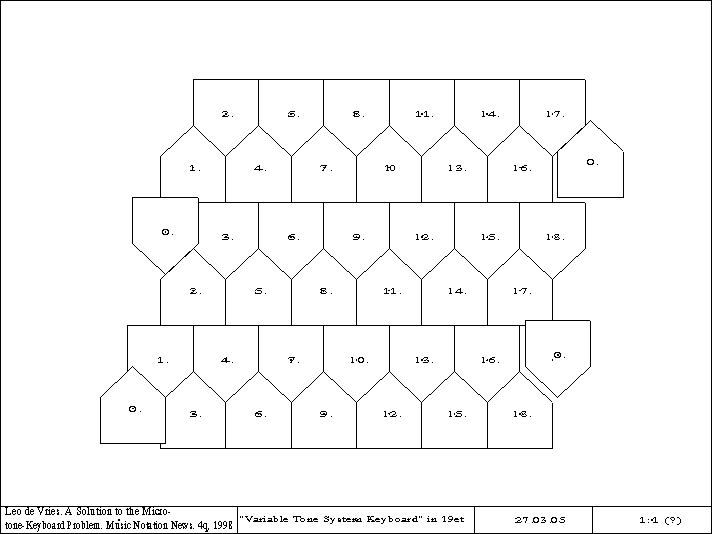 2. 5. 8. 11. 14. 17.
1. 4. 7. 10 13. 16. 0.
0. 3. 6. 9. 12. 15. 18.
2. 5. 8. 11. 14. 17.
1. 4. 7. 10. 13. 16. 0.
0. 3. 6. 9. 12. 15. 18.
Leo de Vries. A Solution to the Micro-
tone-Keyboard Problem. Music Notation News. 4q, 1998
"Variable Tone System Keyboard" in 19et
27.03.05
1:1 (?)